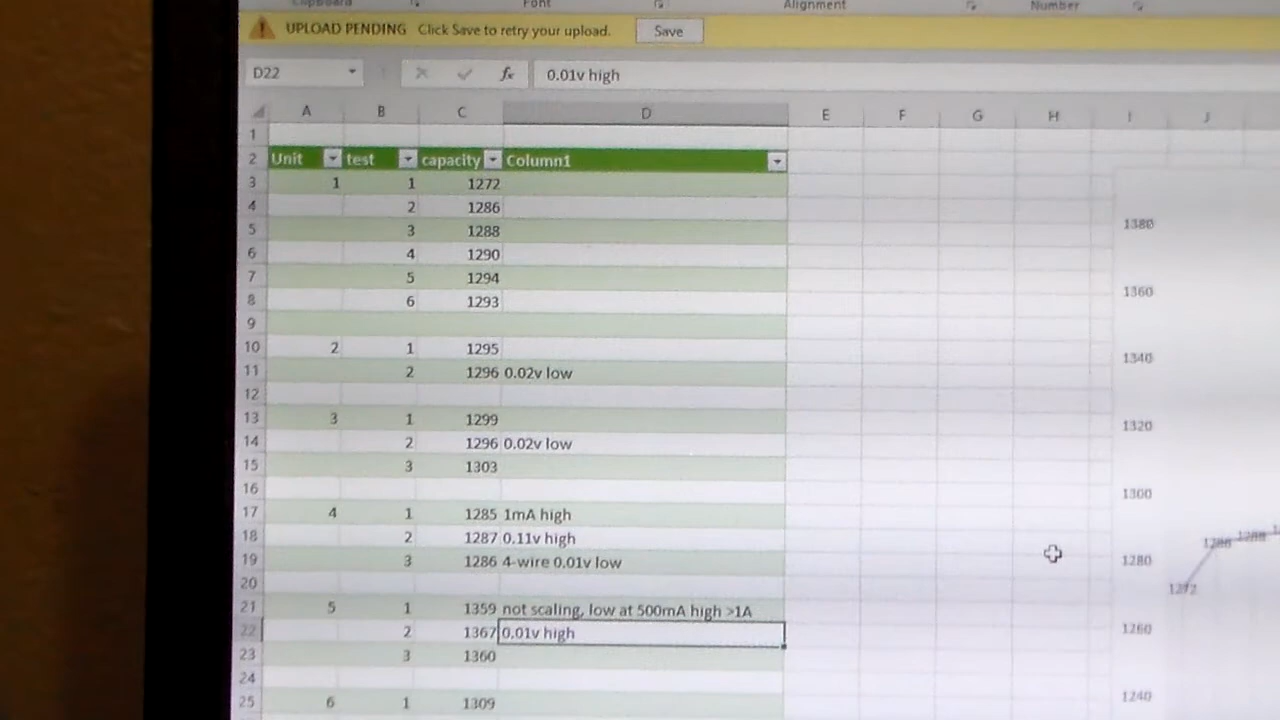 Clipboard Font Alignment Number
UPLOAD PENDING Click Save to retry your upload. Save
D22 fx 0.01v high
A B C D E F G H I J
1
2 Unit test capacity Column1
3 1 1 1272
4 2 1286
5 3 1288
6 4 1290
7 5 1294
8 6 1293
9
10 2 1 1295
11 2 1296 0.02v low
12
13 3 1 1299
14 2 1296 0.02v low
15 3 1303
16
17 4 1 1285 1mA high
18 2 1287 0.11v high
19 3 1286 4-wire 0.01v low
20
21 5 1 1359 not scaling, low at 500mA high >1A
22 2 1367 0.01v high
23 3 1360
24
25 6 1 1309
1380
1360
1340
1320
1300
1286 1288
1280
1272
1260
1240